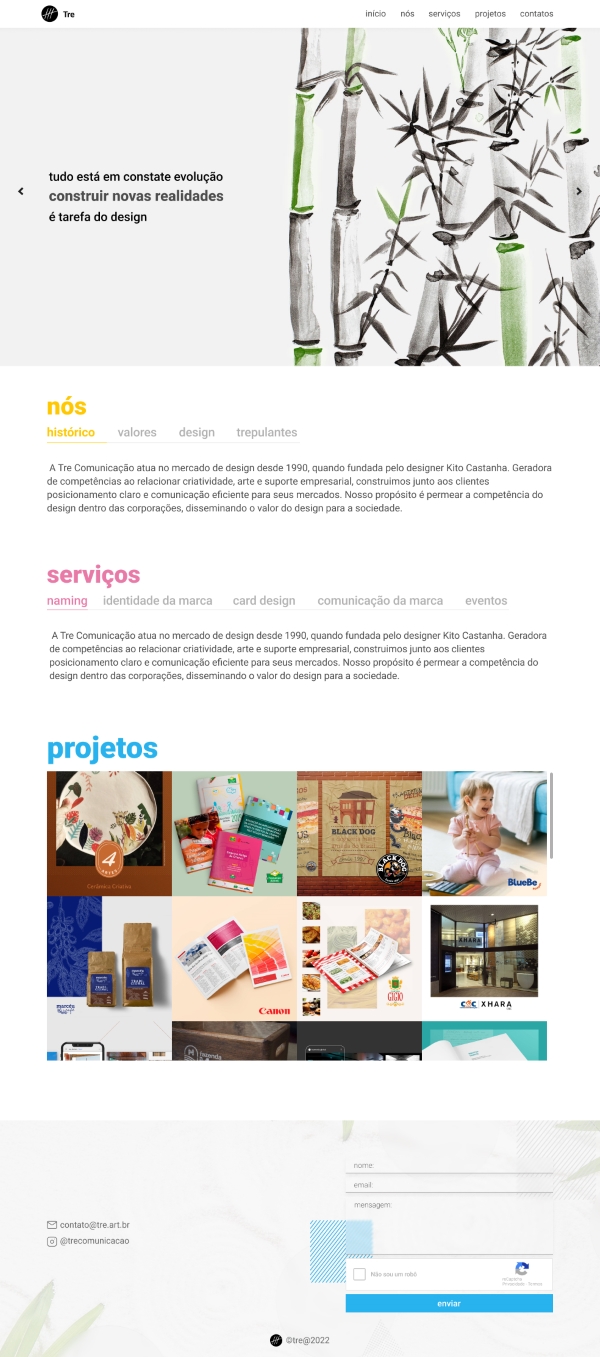 Tre
início nós serviços projetos contatos
tudo está em constate evolução
construir novas realidades
é tarefa do design
nós
histórico valores design trepulantes
A Tre Comunicação atua no mercado de design desde 1990, quando fundada pelo designer Kito Castanha. Geradora
de competências ao relacionar criatividade, arte e suporte empresarial, construimos junto aos clientes
posicionamento claro e comunicação eficiente para seus mercados. Nosso propósito é permear a competência do
design dentro das corporações, disseminando o valor do design para a sociedade.
serviços
naming identidade da marca card design comunicação da marca eventos
A Tre Comunicação atua no mercado de design desde 1990, quando fundada pelo designer Kito Castanha. Geradora
de competências ao relacionar criatividade, arte e suporte empresarial, construimos junto aos clientes
posicionamento claro e comunicação eficiente para seus mercados. Nosso propósito é permear a competência do
design dentro das corporações, disseminando o valor do design para a sociedade.
projetos
4
ARTES
Cerâmica Criativa
BLACK DOG
BLACK DOG
BlueBe
Canon
GIGIO
XHARA
XHARA
fazenda
nome:
email:
mensagem:
contato@tre.art.br
@trecomunicacao
Não sou um robô
reCAPTCHA
Privacidade - Termos
enviar
©tre@2022